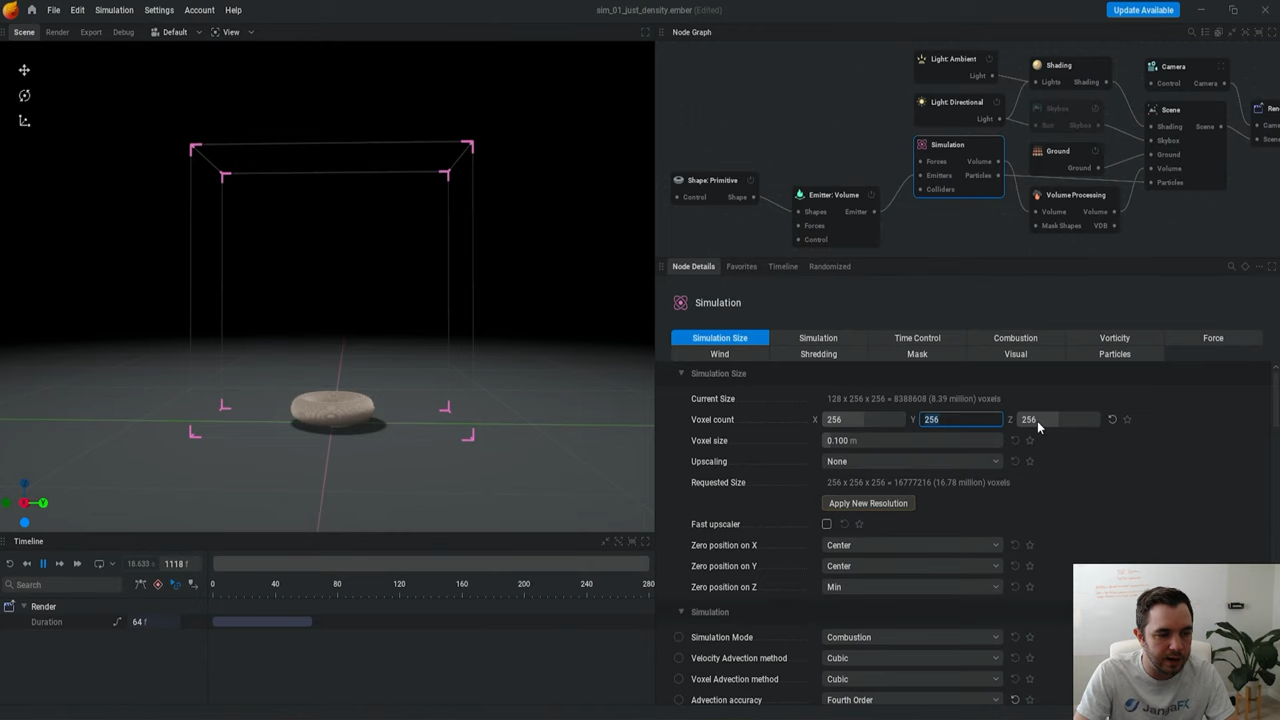 File Edit Simulation Settings Account Help
sim_01_just_density.ember (Edited)
Update Available
Scene Render Export Debug Default View
Node Graph
Light: Ambient
Light
Light: Directional
Light
Shading
Lights Shading
Skybox
Sun Skybox
Camera
Control Camera
Scene
Shading Scene
Skybox
Ground
Volume
Particles
Simulation
Forces Volume
Emitters Particles
Colliders
Ground
Ground
Shape: Primitive
Control Shape
Emitter: Volume
Shapes Emitter
Forces
Control
Volume Processing
Volume Volume
Mask Shapes VDB
Node Details Favorites Timeline Randomized
Simulation
Simulation Size Simulation Time Control Combustion Vorticity Force
Wind Shredding Mask Visual Particles
Simulation Size
Current Size 128 x 256 x 256 = 8388608 (8.39 million) voxels
Voxel count X 256 Y 256 Z 256
Voxel size 0.100 m
Upscaling None
Requested Size 256 x 256 x 256 = 16777216 (16.78 million) voxels
Apply New Resolution
Fast upscaler
Zero position on X Center
Zero position on Y Center
Zero position on Z Min
Simulation
Simulation Mode Combustion
Velocity Advection method Cubic
Voxel Advection method Cubic
Advection accuracy Fourth Order
Timeline
18.633 s 1118 f
Search
0 40 80 120 160 200 240 280
Render
Duration 64 f
JangaFX